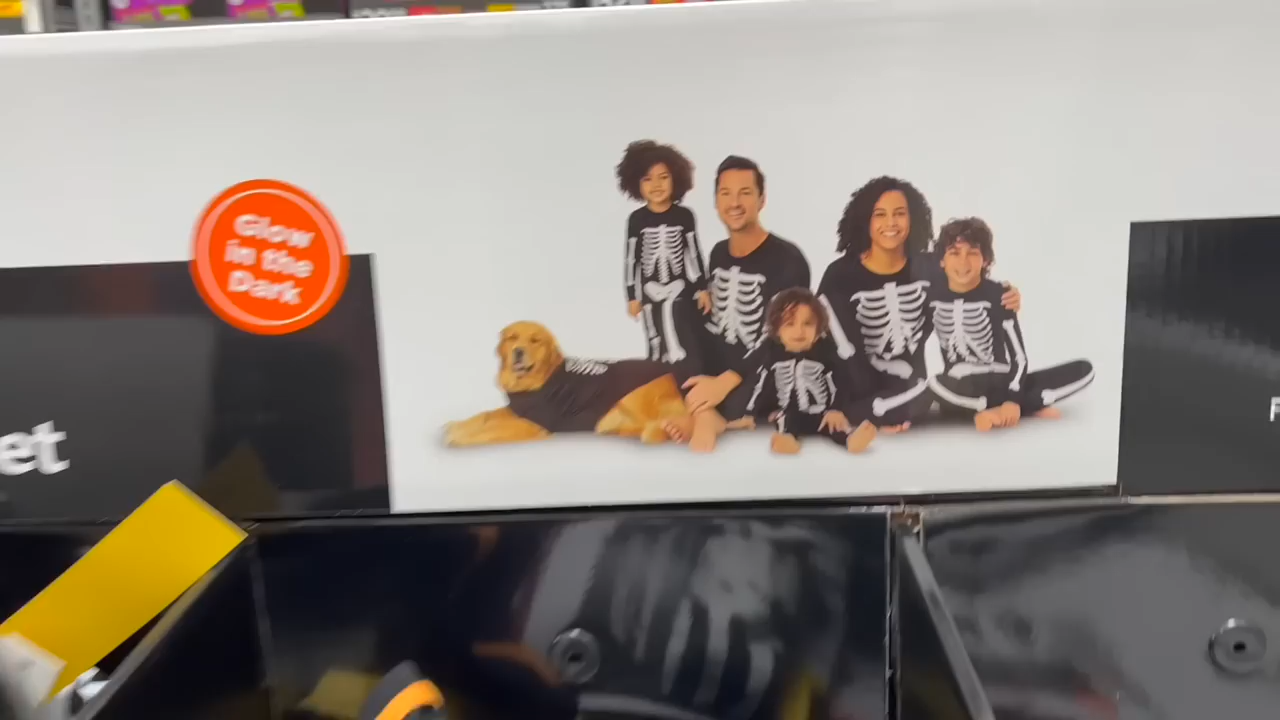 Glow
in the
Dark
et
F